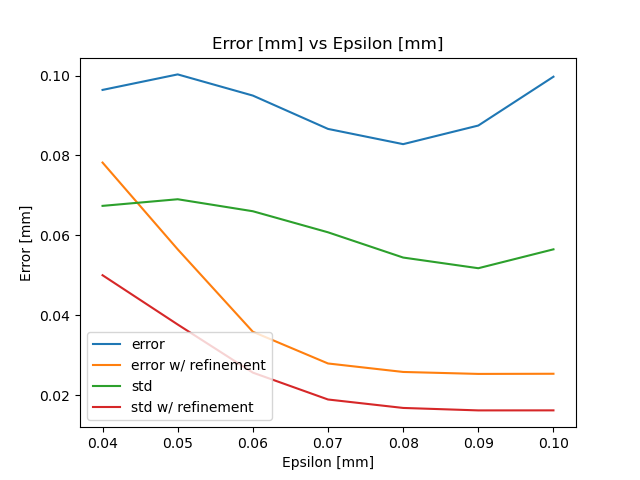 Error [mm] vs Epsilon [mm]
Error [mm]
0.10
0.08
0.06
0.04
0.02
error
error w/ refinement
std
std w/ refinement
0.04 0.05 0.06 0.07 0.08 0.09 0.10
Epsilon [mm]